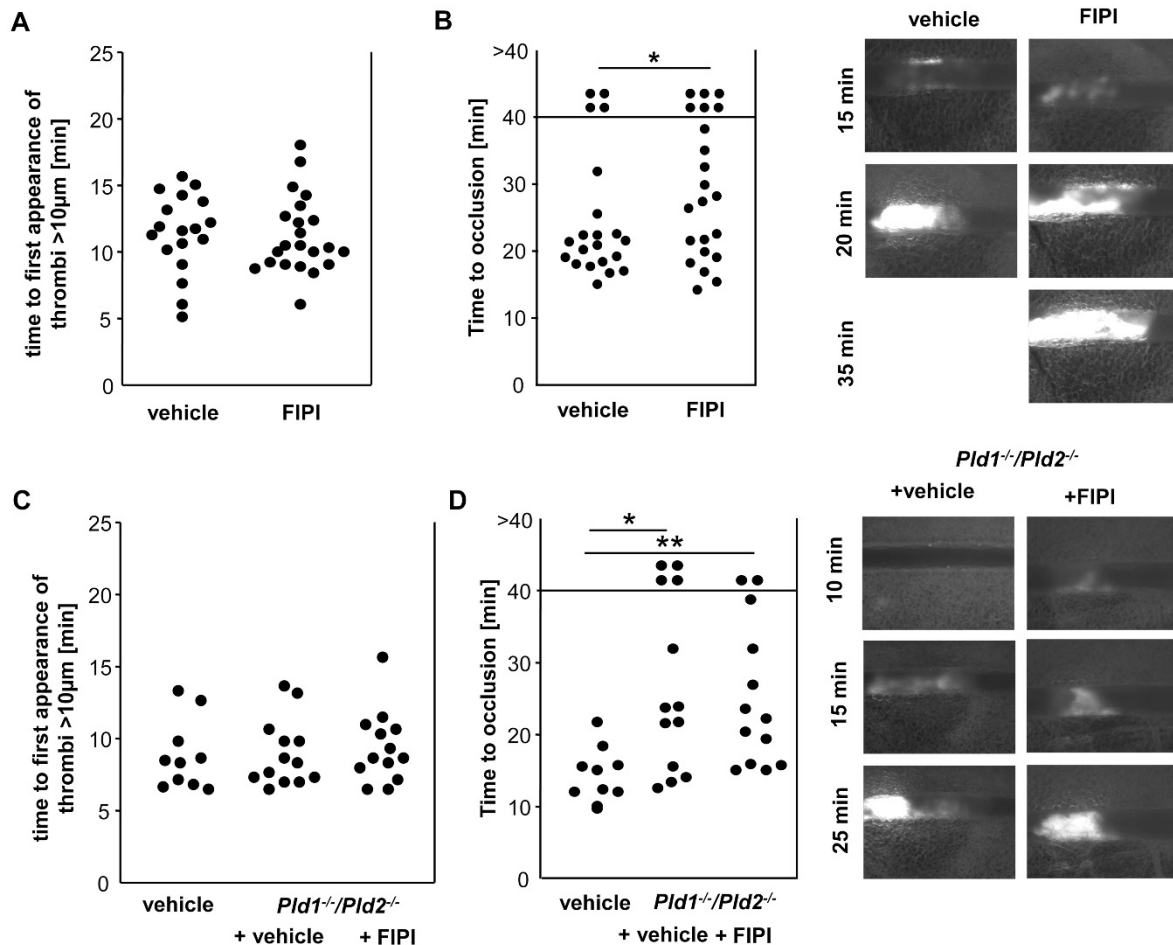 A
time to first appearance of
thrombi >10µm [min]
25
20
15
10
5
0
vehicle
FIPI
B
Time to occlusion [min]
>40
40
30
20
10
0
*
vehicle
FIPI
vehicle
FIPI
15 min
20 min
35 min
C
time to first appearance of
thrombi >10µm [min]
25
20
15
10
5
0
vehicle
Pld1-/-/Pld2-/-
+ vehicle
+ FIPI
D
Time to occlusion [min]
>40
40
30
20
10
0
*
**
vehicle
Pld1-/-/Pld2-/-
+ vehicle + FIPI
Pld1-/-/Pld2-/-
+vehicle
+FIPI
10 min
15 min
25 min